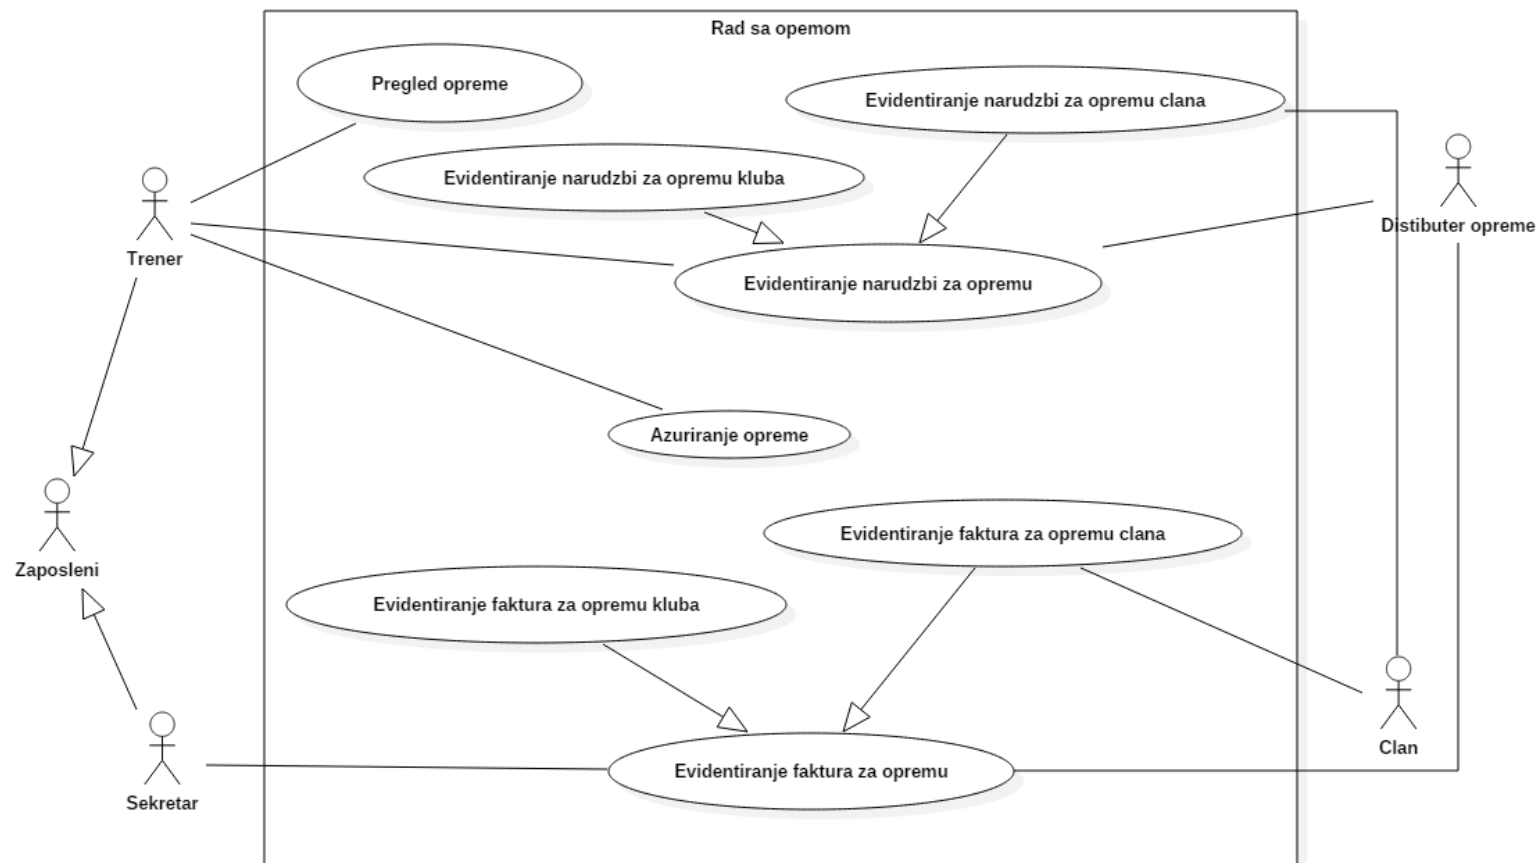 Rad sa opemom
Pregled opreme
Evidentiranje narudzbi za opremu clana
Evidentiranje narudzbi za opremu kluba
Distibuter opreme
Trener
Evidentiranje narudzbi za opremu
Azuriranje opreme
Evidentiranje faktura za opremu clana
Zaposleni
Evidentiranje faktura za opremu kluba
Clan
Evidentiranje faktura za opremu
Sekretar